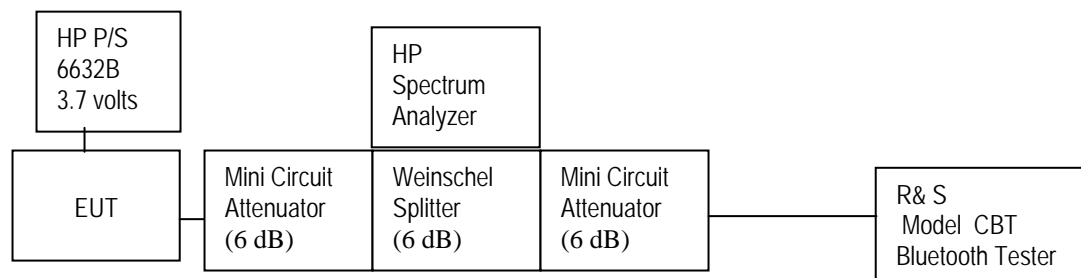 HP P/S
6632B
3.7 volts
HP
Spectrum
Analyzer
EUT
Mini Circuit
Attenuator
(6 dB)
Weinschel
Splitter
(6 dB)
Mini Circuit
Attenuator
(6 dB)
R& S
Model CBT
Bluetooth Tester